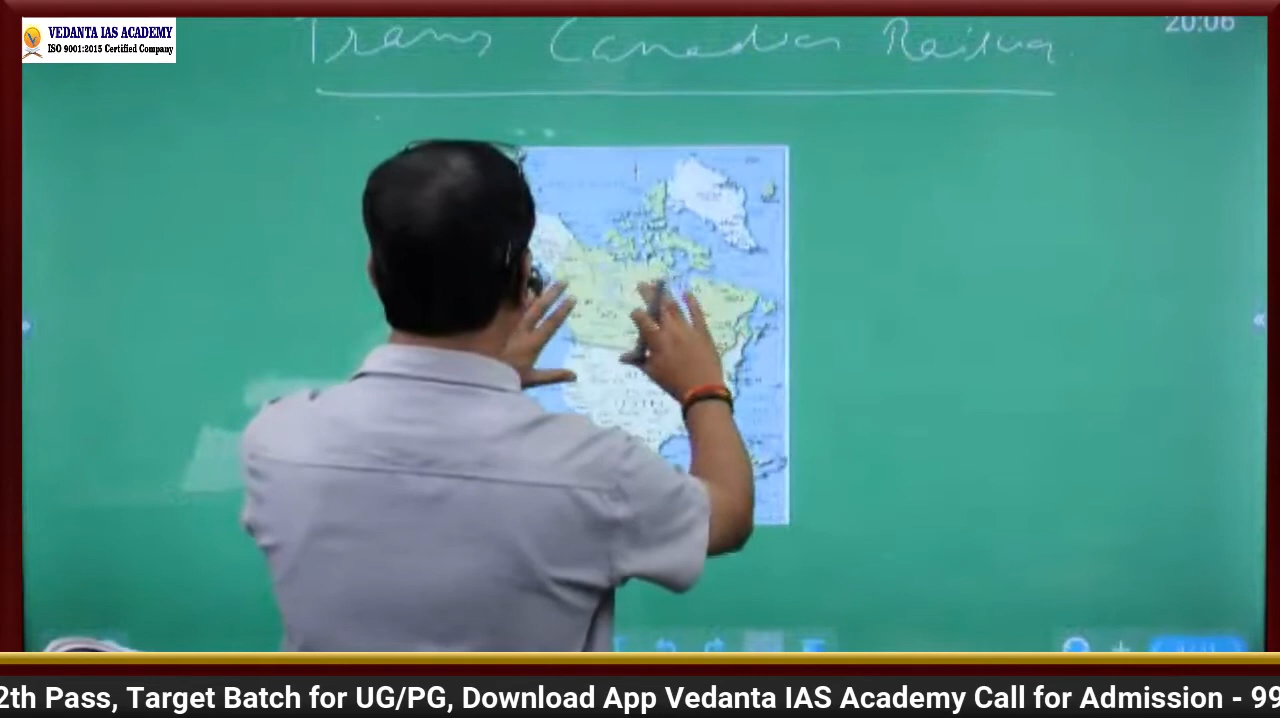 VEDANTA IAS ACADEMY
ISO 9001:2015 Certified Company
Trans Canadian Railway
20:06
2th Pass, Target Batch for UG/PG, Download App Vedanta IAS Academy Call for Admission - 99